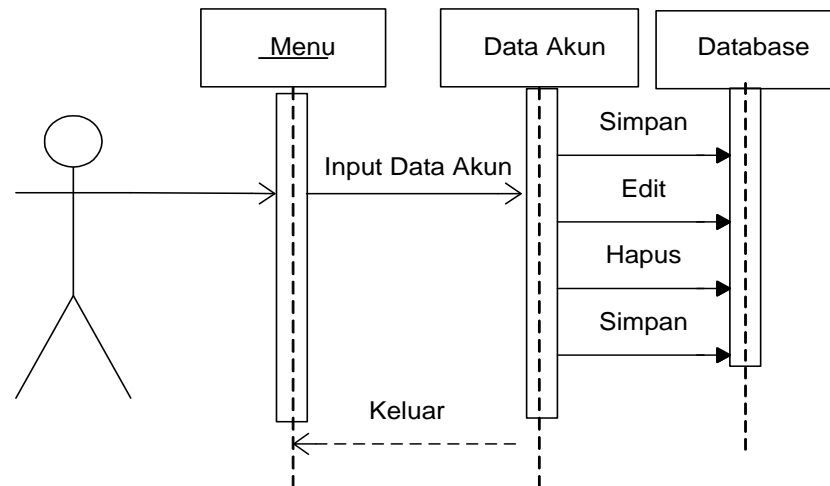 Menu
Data Akun
Database
Simpan
Input Data Akun
Edit
Hapus
Simpan
Keluar